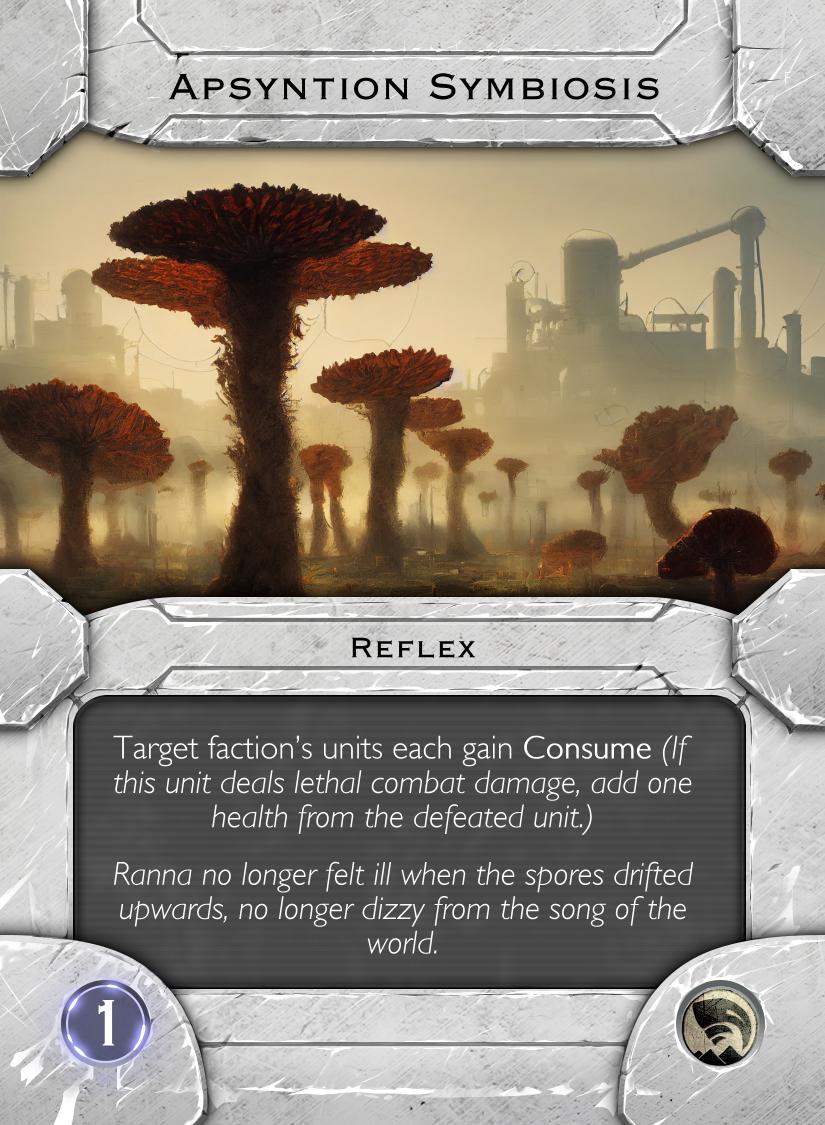 Apsyntion Symbiosis
Reflex
Target faction's units each gain Consume (If
this unit deals lethal combat damage, add one
health from the defeated unit.)
Ranna no longer felt ill when the spores drifted
upwards, no longer dizzy from the song of the
world.
1